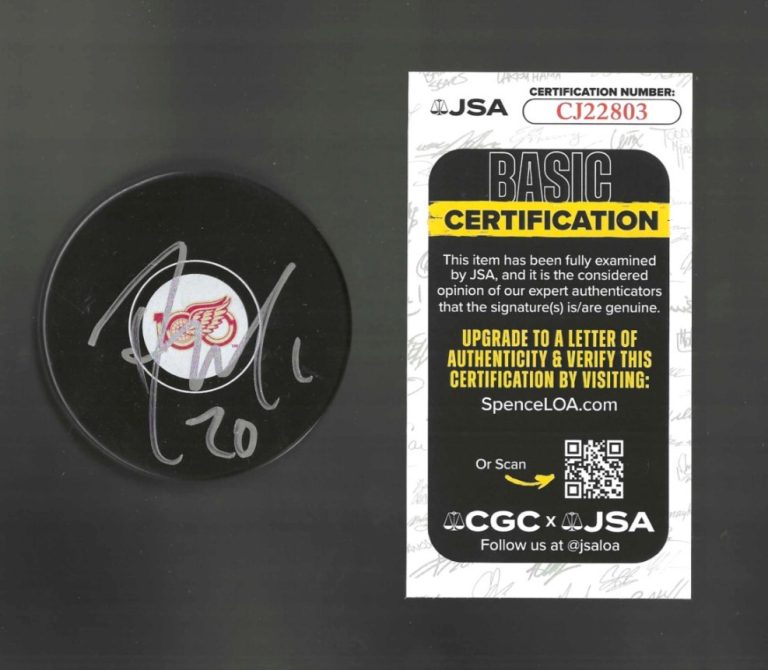 20
100
JSA
CERTIFICATION NUMBER:
CJ22803
BASIC
CERTIFICATION
This item has been fully examined
by JSA, and it is the considered
opinion of our expert authenticators
that the signature(s) is/are genuine.
UPGRADE TO A LETTER OF
AUTHENTICITY & VERIFY THIS
CERTIFICATION BY VISITING:
SpenceLOA.com
Or Scan
CGC x JSA
Follow us at @jsaloa